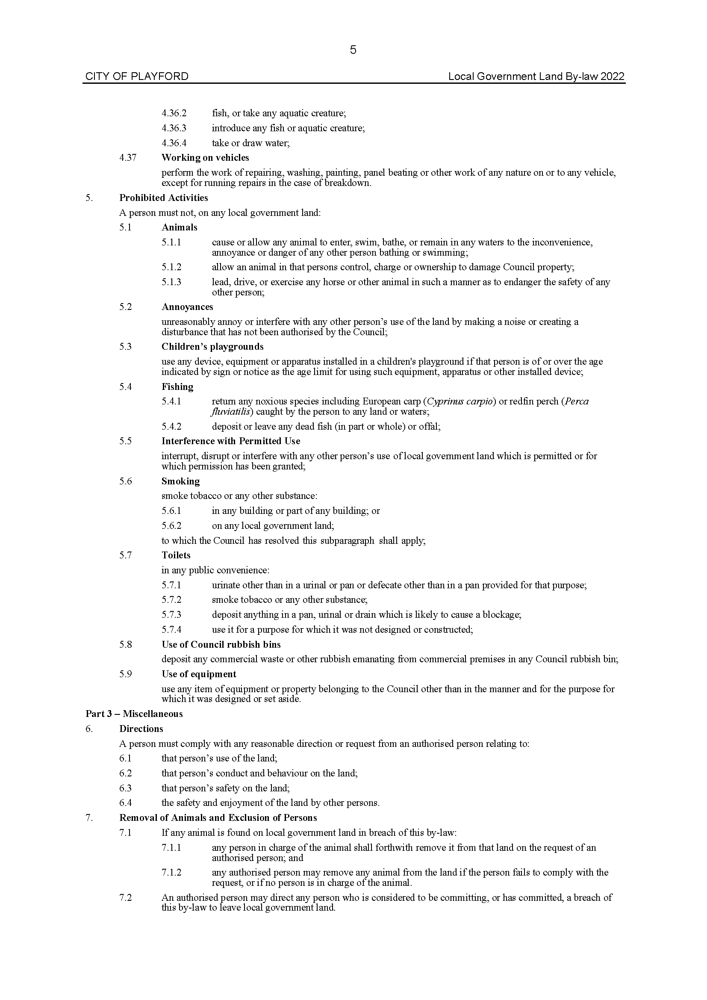 5
CITY OF PLAYFORD Local Government Land By-law 2022
4.36.2 fish, or take any aquatic creature;
4.36.3 introduce any fish or aquatic creature;
4.36.4 take or draw water;
4.37 Working on vehicles
perform the work of repairing, washing, painting, panel beating or other work of any nature on or to any vehicle,
except for running repairs in the case of breakdown.
5. Prohibited Activities
A person must not, on any local government land:
5.1 Animals
5.1.1 cause or allow any animal to enter, swim, bathe, or remain in any waters to the inconvenience,
annoyance or danger of any other person bathing or swimming;
5.1.2 allow an animal in that persons control, charge or ownership to damage Council property;
5.1.3 lead, drive, or exercise any horse or other animal in such a manner as to endanger the safety of any
other person;
5.2 Annoyances
unreasonably annoy or interfere with any other person’s use of the land by making a noise or creating a
disturbance that has not been authorised by the Council;
5.3 Children’s playgrounds
use any device, equipment or apparatus installed in a children's playground if that person is of or over the age
indicated by sign or notice as the age limit for using such equipment, apparatus or other installed device;
5.4 Fishing
5.4.1 return any noxious species including European carp (Cyprinus carpio) or redfin perch (Perca
fluviatilis) caught by the person to any land or waters;
5.4.2 deposit or leave any dead fish (in part or whole) or offal;
5.5 Interference with Permitted Use
interrupt, disrupt or interfere with any other person’s use of local government land which is permitted or for
which permission has been granted;
5.6 Smoking
smoke tobacco or any other substance:
5.6.1 in any building or part of any building; or
5.6.2 on any local government land;
to which the Council has resolved this subparagraph shall apply;
5.7 Toilets
in any public convenience:
5.7.1 urinate other than in a urinal or pan or defecate other than in a pan provided for that purpose;
5.7.2 smoke tobacco or any other substance;
5.7.3 deposit anything in a pan, urinal or drain which is likely to cause a blockage;
5.7.4 use it for a purpose for which it was not designed or constructed;
5.8 Use of Council rubbish bins
deposit any commercial waste or other rubbish emanating from commercial premises in any Council rubbish bin;
5.9 Use of equipment
use any item of equipment or property belonging to the Council other than in the manner and for the purpose for
which it was designed or set aside.
Part 3 – Miscellaneous
6. Directions
A person must comply with any reasonable direction or request from an authorised person relating to:
6.1 that person’s use of the land;
6.2 that person’s conduct and behaviour on the land;
6.3 that person’s safety on the land;
6.4 the safety and enjoyment of the land by other persons.
7. Removal of Animals and Exclusion of Persons
7.1 If any animal is found on local government land in breach of this by-law:
7.1.1 any person in charge of the animal shall forthwith remove it from that land on the request of an
authorised person; and
7.1.2 any authorised person may remove any animal from the land if the person fails to comply with the
request, or if no person is in charge of the animal.
7.2 An authorised person may direct any person who is considered to be committing, or has committed, a breach of
this by-law to leave local government land.